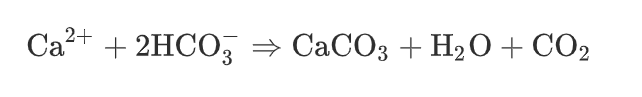 Ca²⁺ + 2HCO₃⁻ ⇒ CaCO₃ + H₂O + CO₂